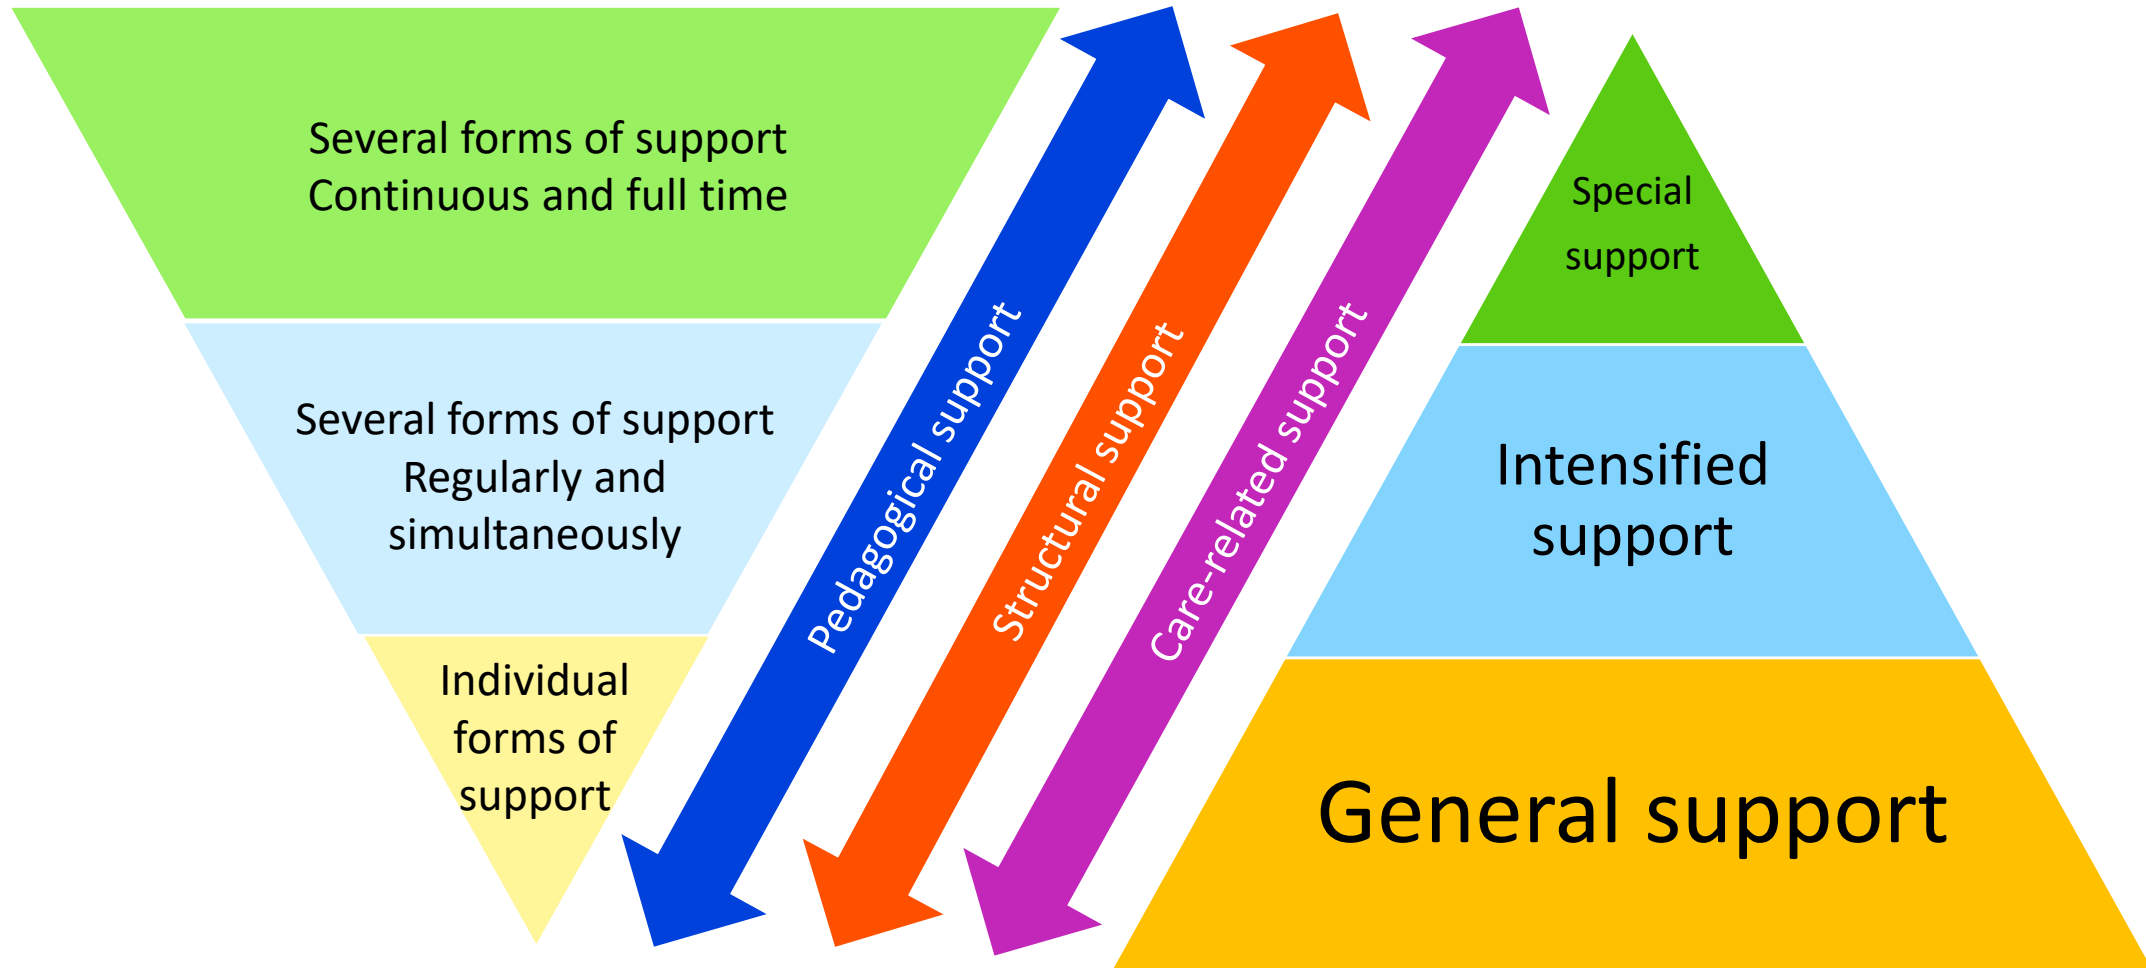 Several forms of support
Continuous and full time
Several forms of support
Regularly and
simultaneously
Individual
forms of
support
Pedagogical support
Structural support
Care-related support
Special
support
Intensified
support
General support